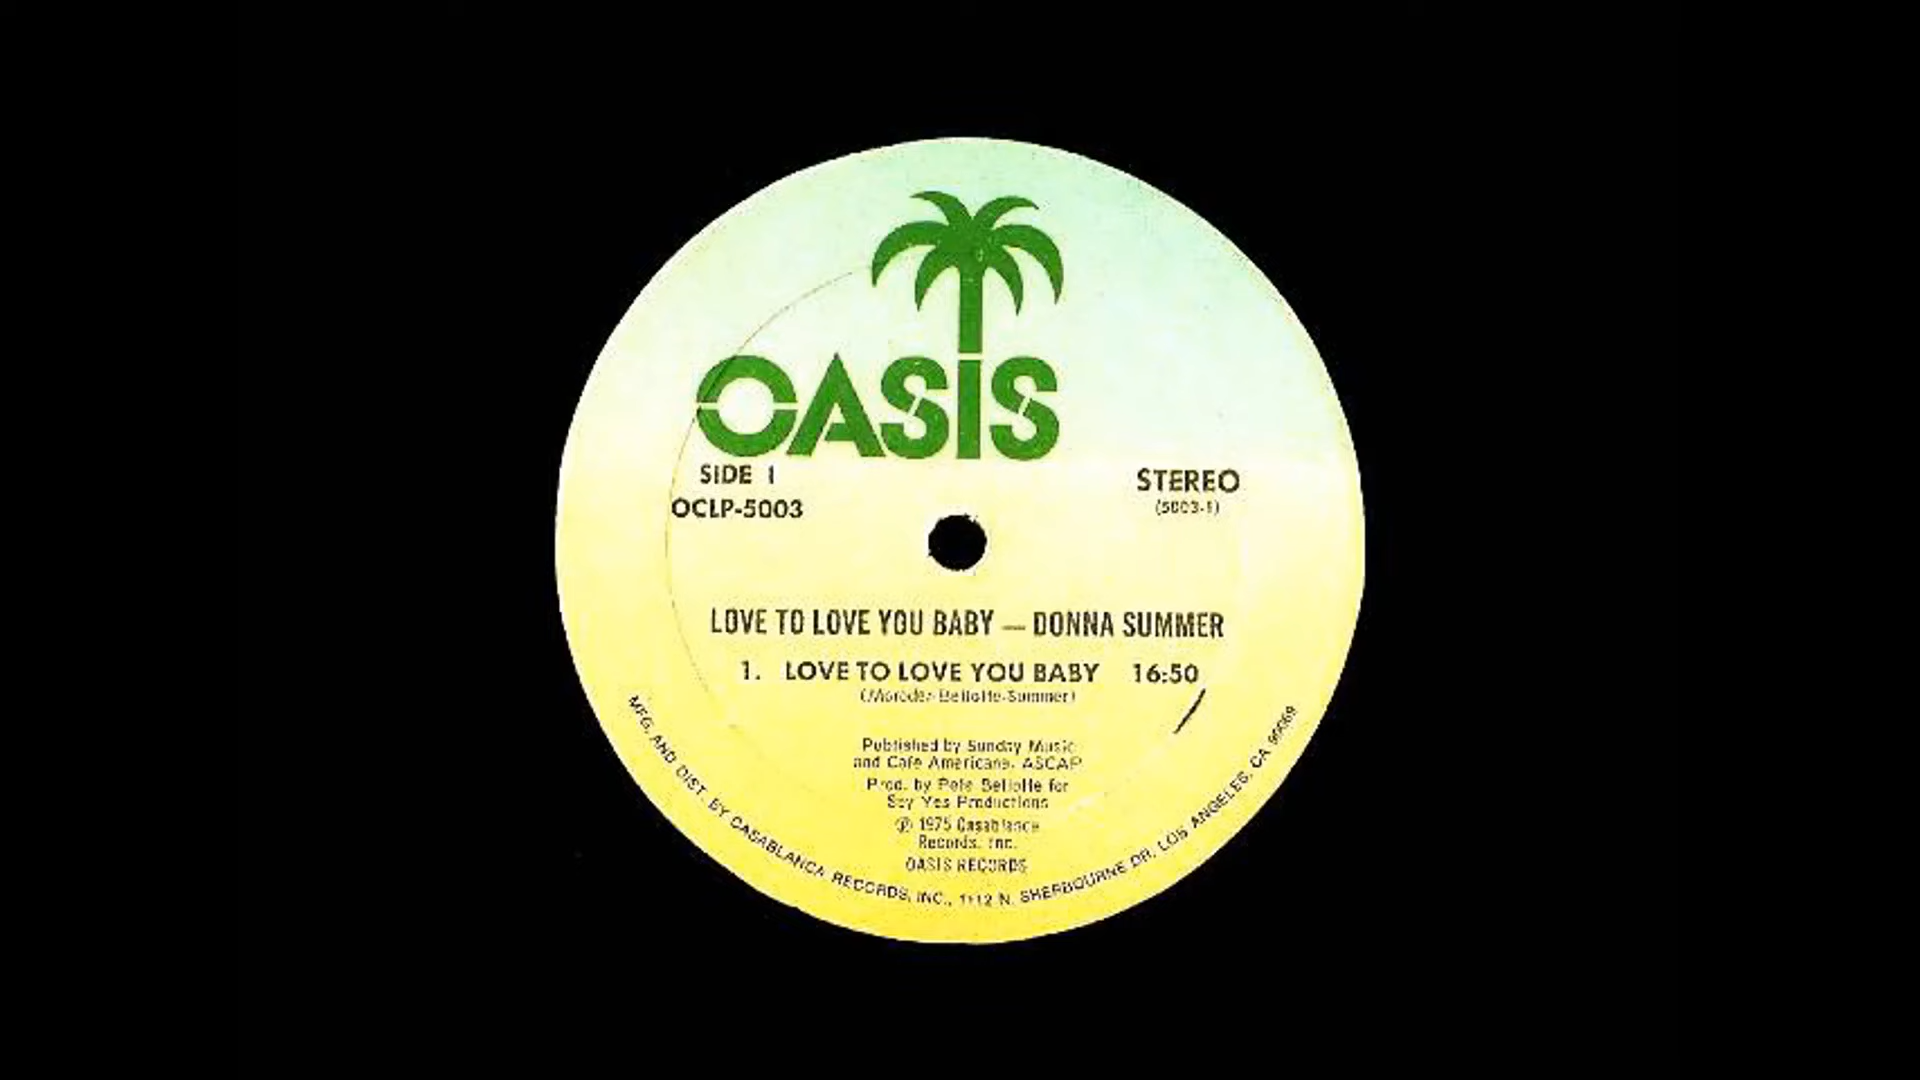 OASIS
SIDE 1
OCLP-5003
STEREO
(5003-1)
LOVE TO LOVE YOU BABY — DONNA SUMMER
1. LOVE TO LOVE YOU BABY 16:50
(Moroder-Bellotte-Summer)
Published by Sunday Music
and Cafe Americana, ASCAP
Prod. by Pete Bellotte for
Say Yes Productions
℗ 1975 Casablanca
Records, Inc.
OASIS RECORDS
MFG. AND DIST. BY CASABLANCA RECORDS, INC., 1112 N. SHERBOURNE DR. LOS ANGELES, CA 90069